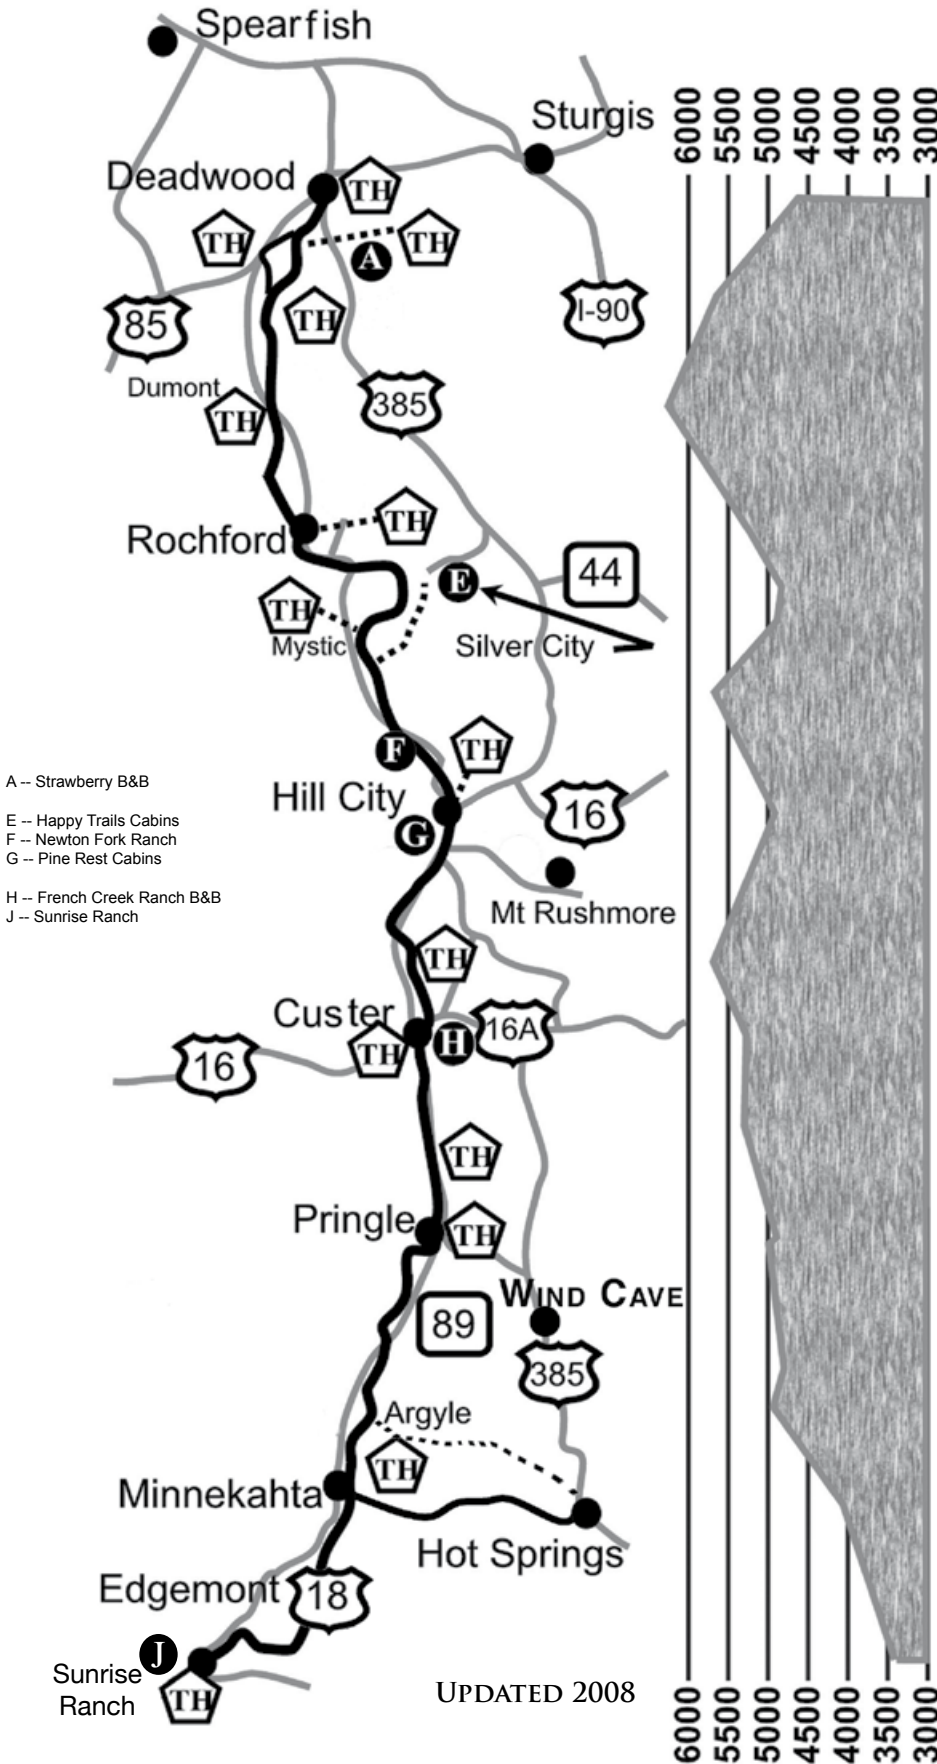 Spearfish
Sturgis
6000
5500
5000
4500
4000
3500
3000
Deadwood
TH
TH
TH
A
TH
85
I-90
Dumont
385
TH
Rochford
TH
44
E
TH
Mystic
Silver City
F
TH
A -- Strawberry B&B
E -- Happy Trails Cabins
F -- Newton Fork Ranch
G -- Pine Rest Cabins
H -- French Creek Ranch B&B
J -- Sunrise Ranch
Hill City
16
G
Mt Rushmore
TH
Custer
16A
H
TH
16
TH
Pringle
TH
WIND CAVE
89
385
Argyle
TH
Minnekahta
Hot Springs
Edgemont
18
J
Sunrise
Ranch
TH
UPDATED 2008
6000
5500
5000
4500
4000
3500
3000